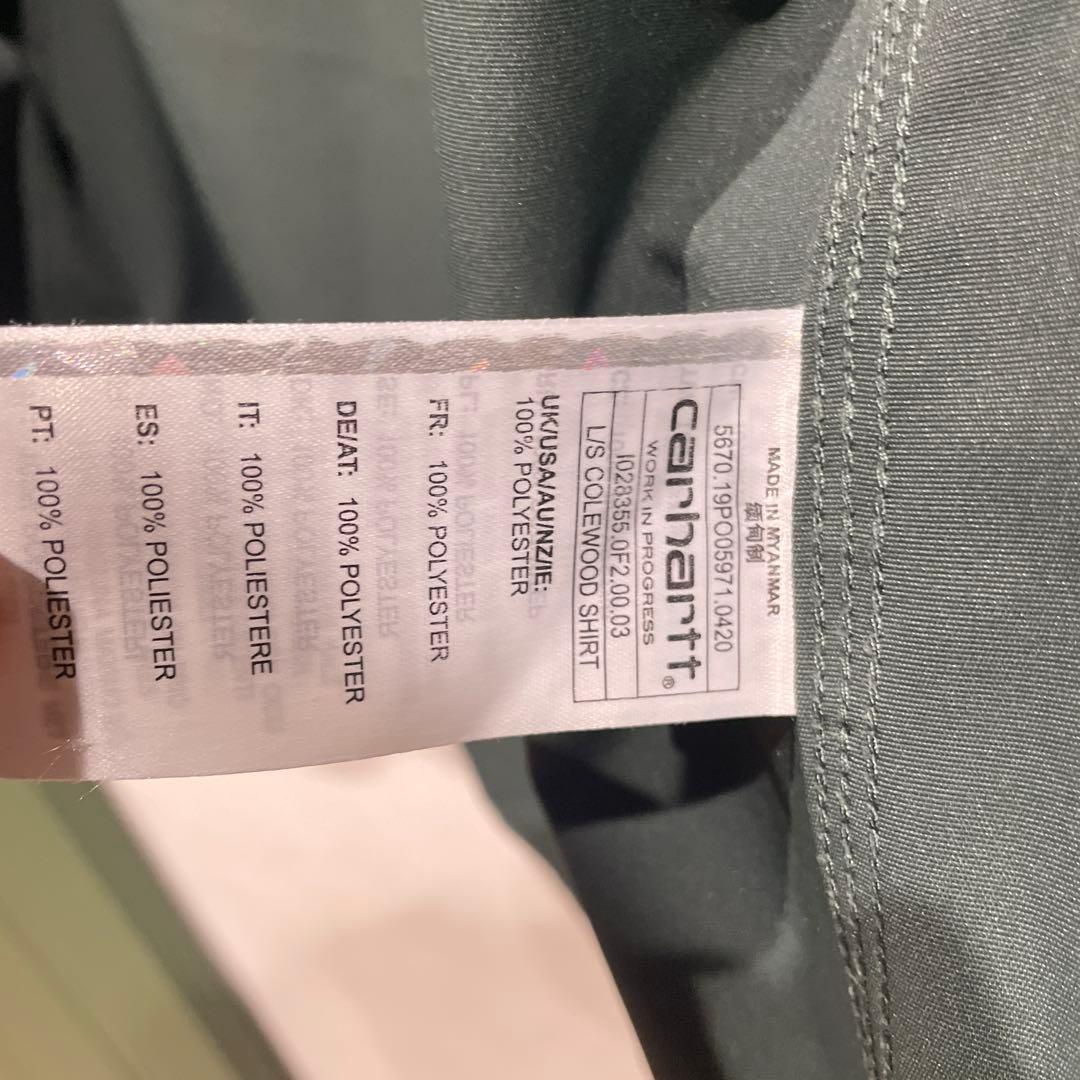 MADE IN MYANMAR
缅甸制
5670.19PO05971.0420
carhartt®
WORK IN PROGRESS
I028355.0F2.00.03
L/S COLEWOOD SHIRT
UK/USA/AU/NZ/IE:
100% POLYESTER
FR: 100% POLYESTER
DE/AT: 100% POLYESTER
IT: 100% POLIESTERE
ES: 100% POLIESTER
PT: 100% POLIESTER